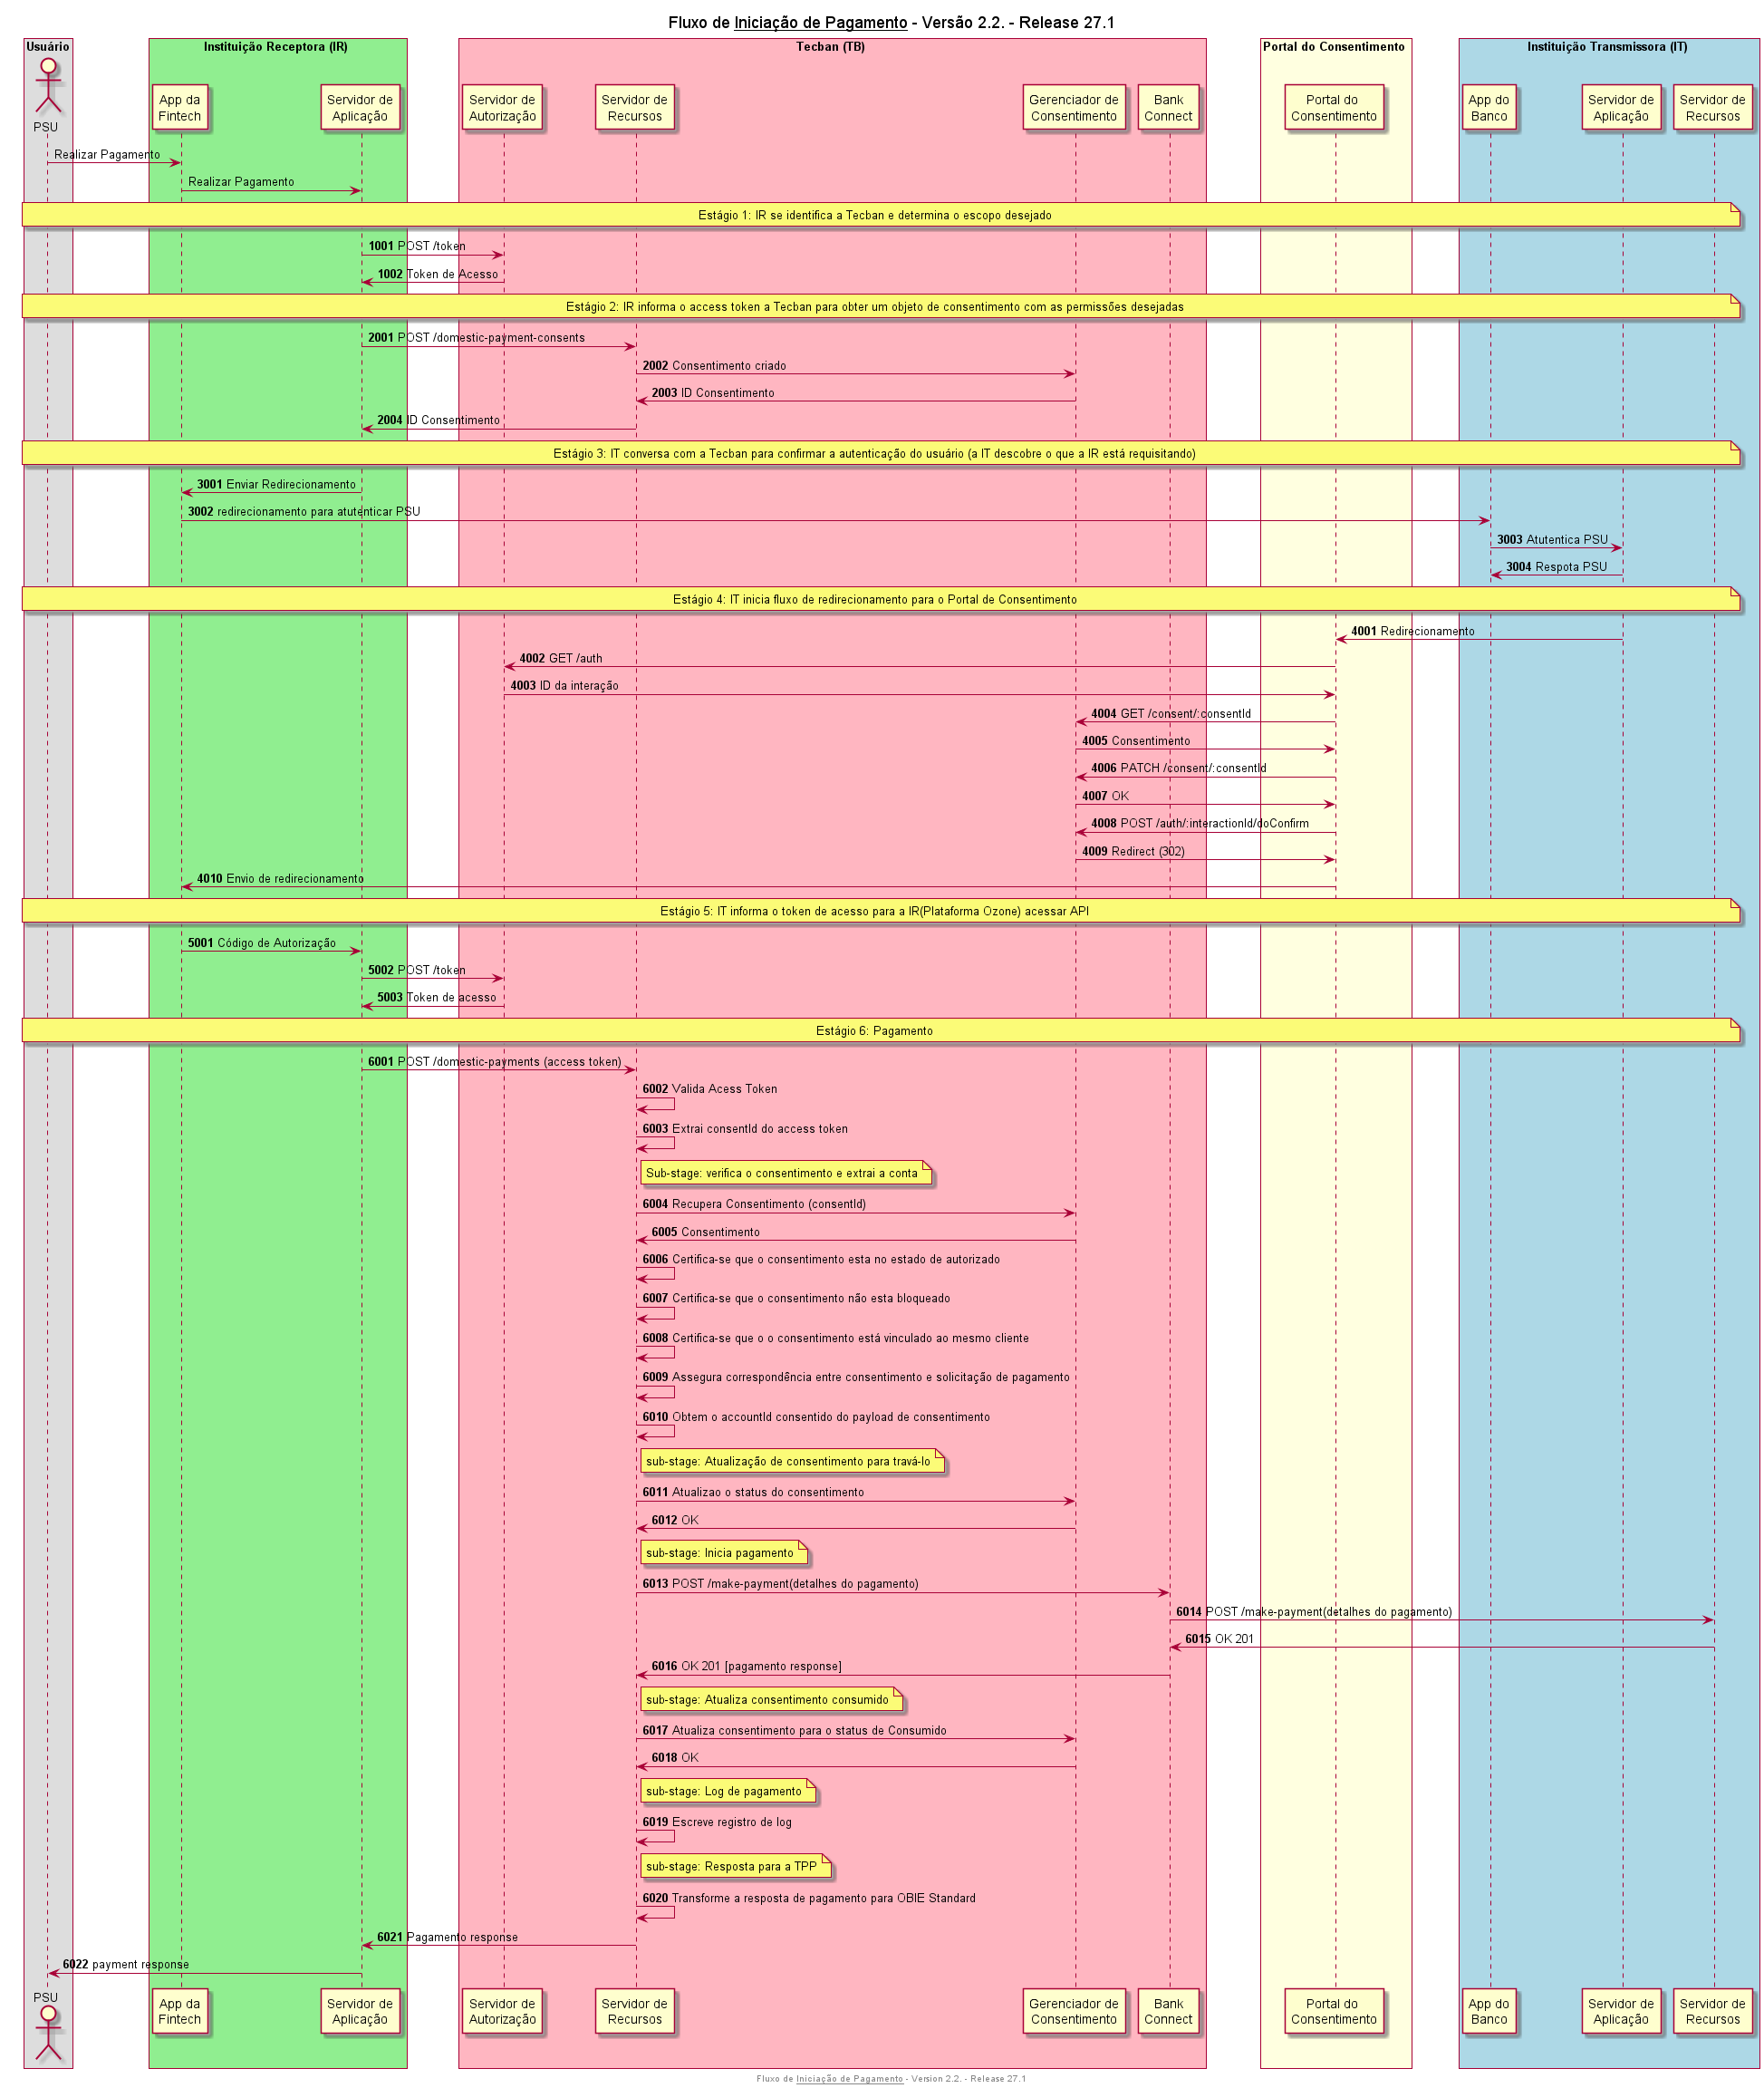 Fluxo de Iniciação de Pagamento - Versão 2.2. - Release 27.1
Usuário
Instituição Receptora (IR)
Tecban (TB)
Portal do Consentimento
Instituição Transmissora (IT)
PSU
App da
Fintech
Servidor de
Aplicação
Servidor de
Autorização
Servidor de
Recursos
Gerenciador de
Consentimento
Bank
Connect
Portal do
Consentimento
App do
Banco
Servidor de
Aplicação
Servidor de
Recursos
Realizar Pagamento
Realizar Pagamento
Estágio 1: IR se identifica a Tecban e determina o escopo desejado
1001 POST /token
1002 Token de Acesso
Estágio 2: IR informa o access token a Tecban para obter um objeto de consentimento com as permissões desejadas
2001 POST /domestic-payment-consents
2002 Consentimento criado
2003 ID Consentimento
2004 ID Consentimento
Estágio 3: IT conversa com a Tecban para confirmar a autenticação do usuário (a IT descobre o que a IR está requisitando)
3001 Enviar Redirecionamento
3002 redirecionamento para atutenticar PSU
3003 Atutentica PSU
3004 Respota PSU
Estágio 4: IT inicia fluxo de redirecionamento para o Portal de Consentimento
4001 Redirecionamento
4002 GET /auth
4003 ID da interação
4004 GET /consent/:consentId
4005 Consentimento
4006 PATCH /consent/:consentId
4007 OK
4008 POST /auth/:interactionId/doConfirm
4009 Redirect (302)
4010 Envio de redirecionamento
Estágio 5: IT informa o token de acesso para a IR(Plataforma Ozone) acessar API
5001 Código de Autorização
5002 POST /token
5003 Token de acesso
Estágio 6: Pagamento
6001 POST /domestic-payments (access token)
6002 Valida Acess Token
6003 Extrai consentId do access token
Sub-stage: verifica o consentimento e extrai a conta
6004 Recupera Consentimento (consentId)
6005 Consentimento
6006 Certifica-se que o consentimento esta no estado de autorizado
6007 Certifica-se que o consentimento não esta bloqueado
6008 Certifica-se que o o consentimento está vinculado ao mesmo cliente
6009 Assegura correspondência entre consentimento e solicitação de pagamento
6010 Obtem o accountId consentido do payload de consentimento
sub-stage: Atualização de consentimento para travá-lo
6011 Atualizao o status do consentimento
6012 OK
sub-stage: Inicia pagamento
6013 POST /make-payment(detalhes do pagamento)
6014 POST /make-payment(detalhes do pagamento)
6015 OK 201
6016 OK 201 [pagamento response]
sub-stage: Atualiza consentimento consumido
6017 Atualiza consentimento para o status de Consumido
6018 OK
sub-stage: Log de pagamento
6019 Escreve registro de log
sub-stage: Resposta para a TPP
6020 Transforme a resposta de pagamento para OBIE Standard
6021 Pagamento response
6022 payment response
PSU
App da
Fintech
Servidor de
Aplicação
Servidor de
Autorização
Servidor de
Recursos
Gerenciador de
Consentimento
Bank
Connect
Portal do
Consentimento
App do
Banco
Servidor de
Aplicação
Servidor de
Recursos
Fluxo de Iniciação de Pagamento - Version 2.2. - Release 27.1